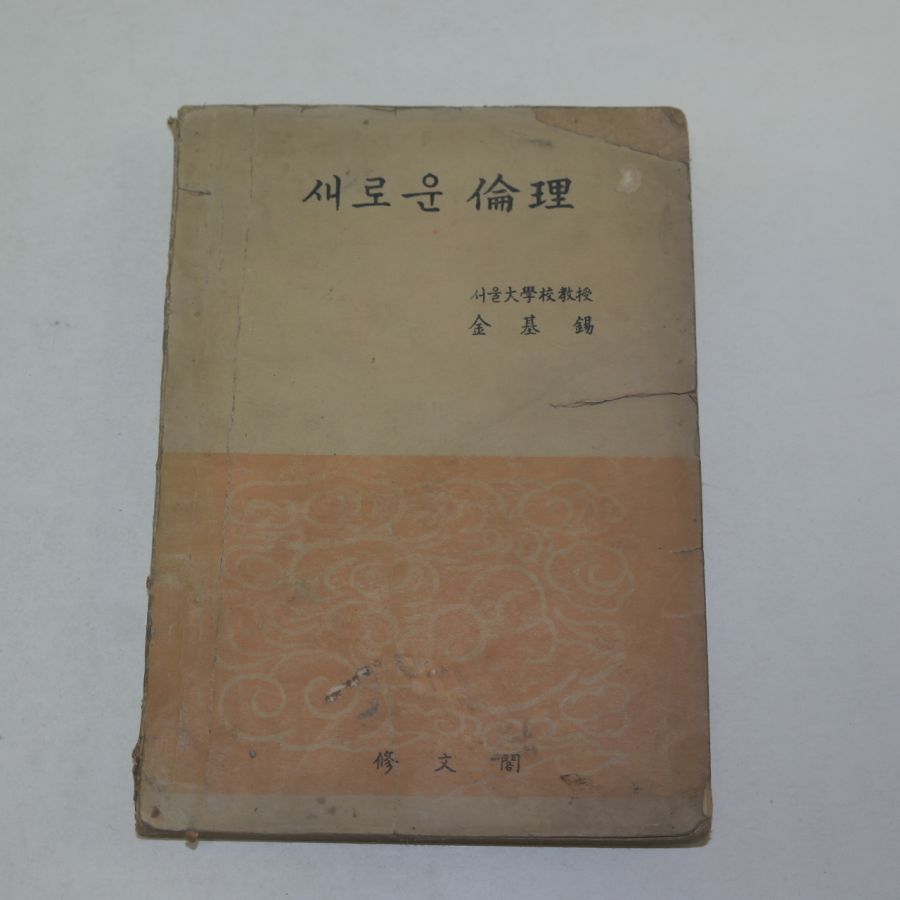 새로운 倫理
서울大學校教授
金基錫
修文閣